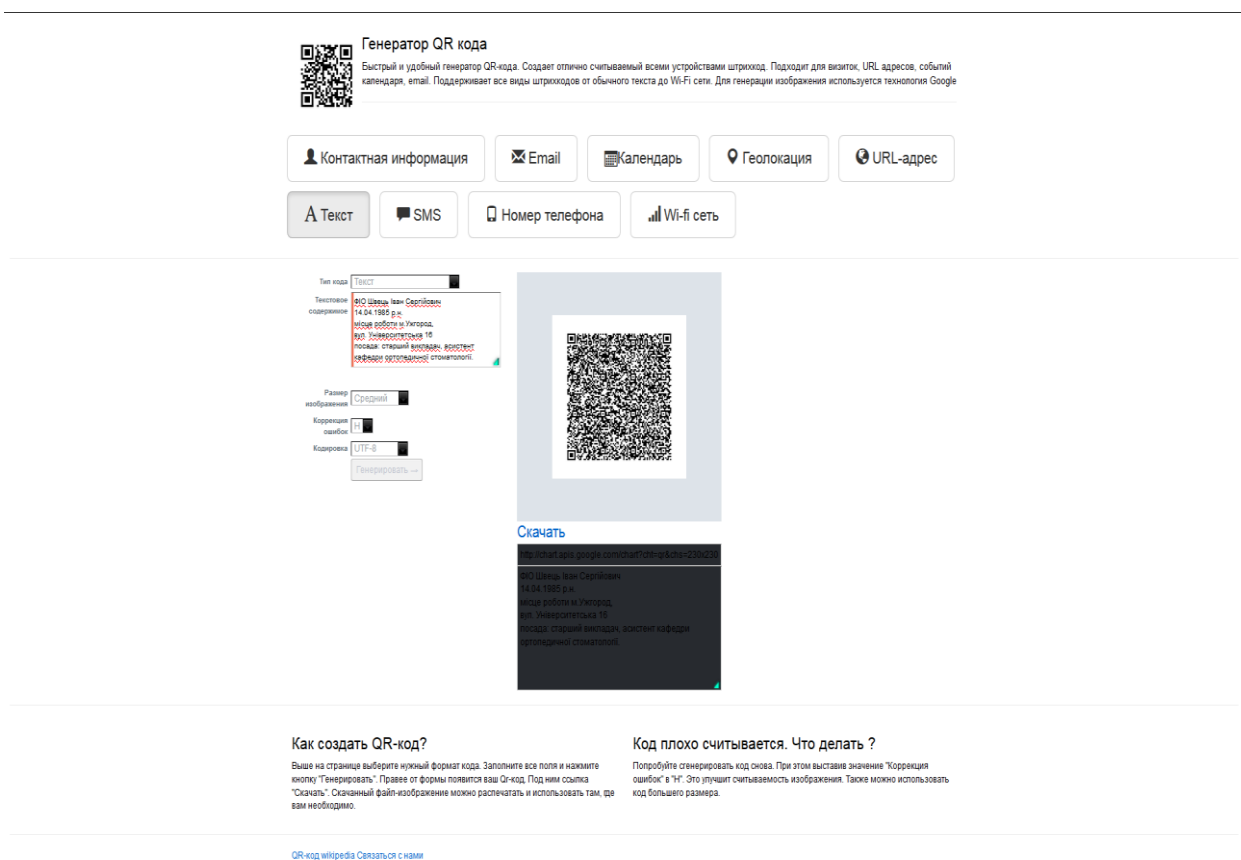 Генератор QR кода
Быстрый и удобный генератор QR-кода. Создает отлично считываемый всеми устройствами штрихкод. Подходит для визиток, URL адресов, событий
календаря, email. Поддерживает все виды штрихкодов от обычного текста до Wi-Fi сети. Для генерации изображения используется технология Google
Контактная информация
Email
Календарь
Геолокация
URL-адрес
A Текст
SMS
Номер телефона
Wi-fi сеть
Тип кода Текст
Текстовое содержимое
ФІО Швець Іван Сергійович
14.04.1985 р.н.
місце роботи м.Ужгород,
вул. Університетська 16
посада: старший викладач, асистент
кафедри ортопедичної стоматології.
Размер изображения Средний
Коррекция ошибок H
Кодировка UTF-8
Генерировать →
Скачать
http://chart.apis.google.com/chart?cht=qr&chs=230x230
ФІО Швець Іван Сергійович
14.04.1985 р.н.
місце роботи м.Ужгород,
вул. Університетська 16
посада: старший викладач, асистент кафедри
ортопедичної стоматології.
Как создать QR-код?
Выше на странице выберите нужный формат кода. Заполните все поля и нажмите
кнопку "Генерировать". Правее от формы появится ваш Qr-код. Под ним ссылка
"Скачать". Скачанный файл-изображение можно распечатать и использовать там, где
вам необходимо.
Код плохо считывается. Что делать ?
Попробуйте сгенерировать код снова. При этом выставив значение "Коррекция
ошибок" в "H". Это улучшит считываемость изображения. Также можно использовать
код большего размера.
QR-код wikipedia Связаться с нами